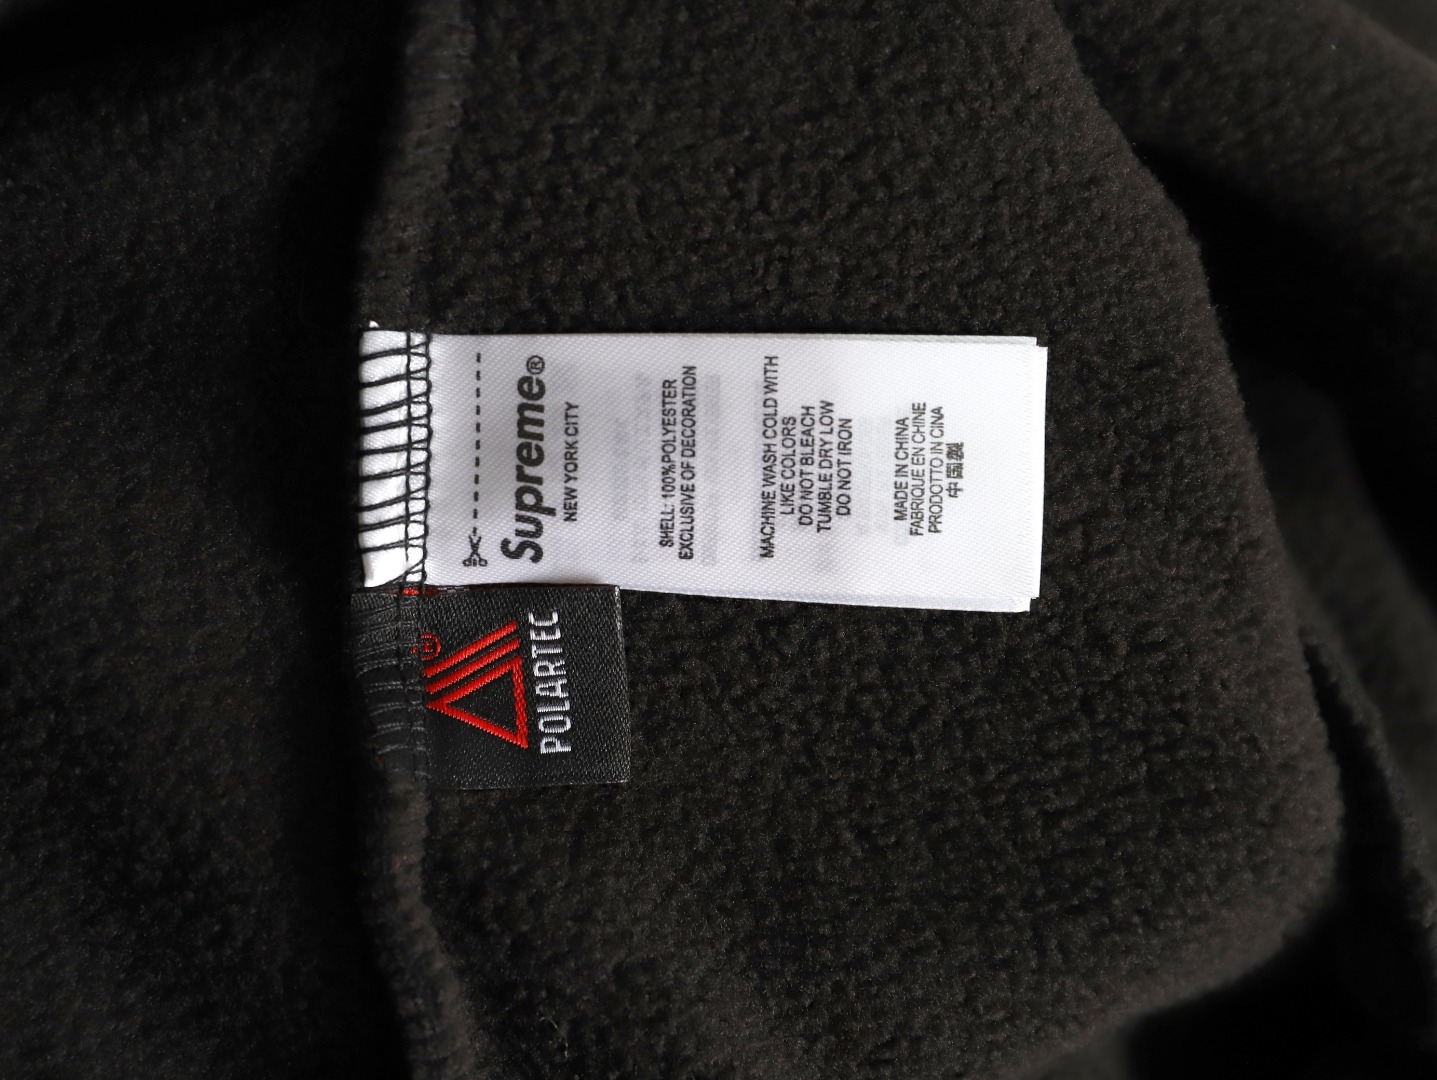 Supreme®
NEW YORK CITY
SHELL: 100%POLYESTER
EXCLUSIVE OF DECORATION
MACHINE WASH COLD WITH
LIKE COLORS
DO NOT BLEACH
TUMBLE DRY LOW
DO NOT IRON
MADE IN CHINA
FABRIQUE EN CHINE
PRODOTTO IN CINA
中国製
®
POLARTEC